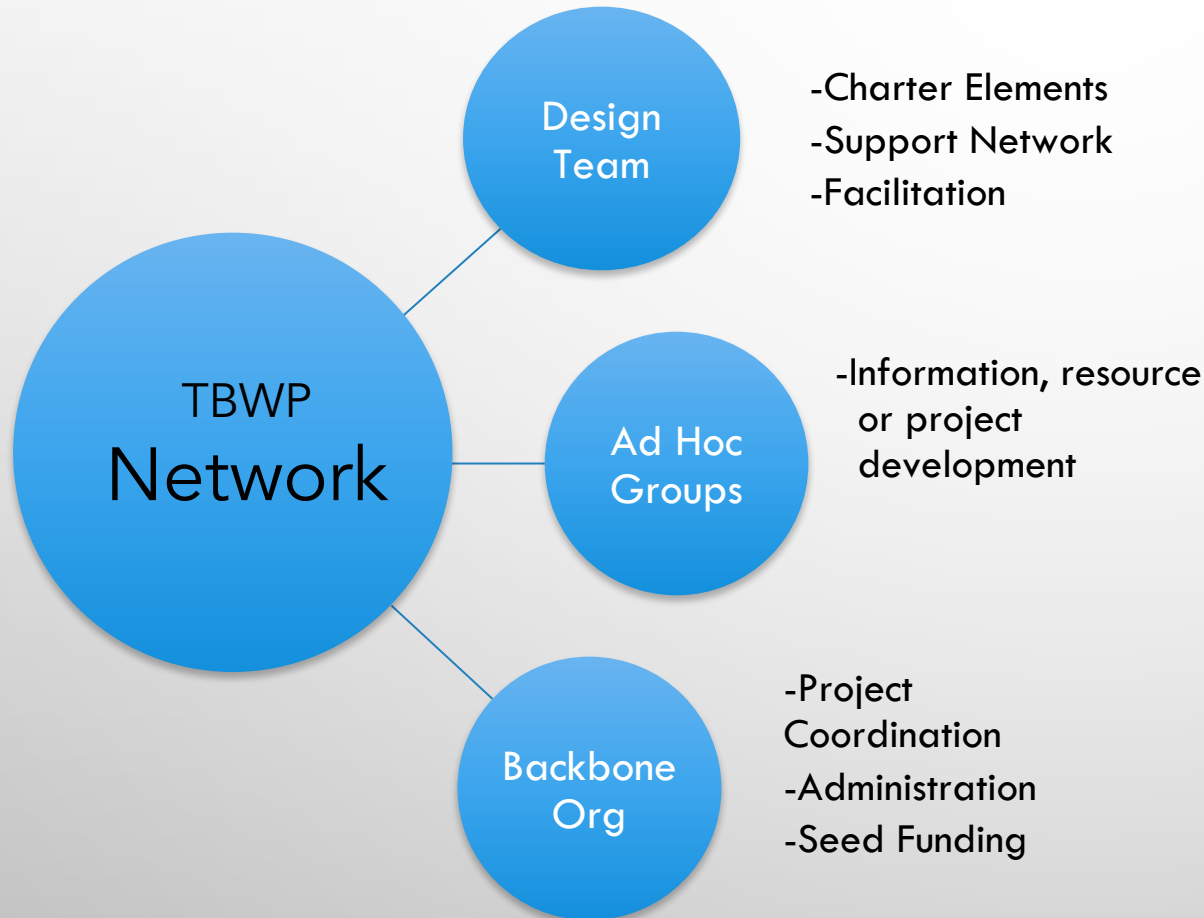 Design
Team
-Charter Elements
-Support Network
-Facilitation
TBWP
Network
Ad Hoc
Groups
-Information, resource
or project
development
Backbone
Org
-Project
Coordination
-Administration
-Seed Funding